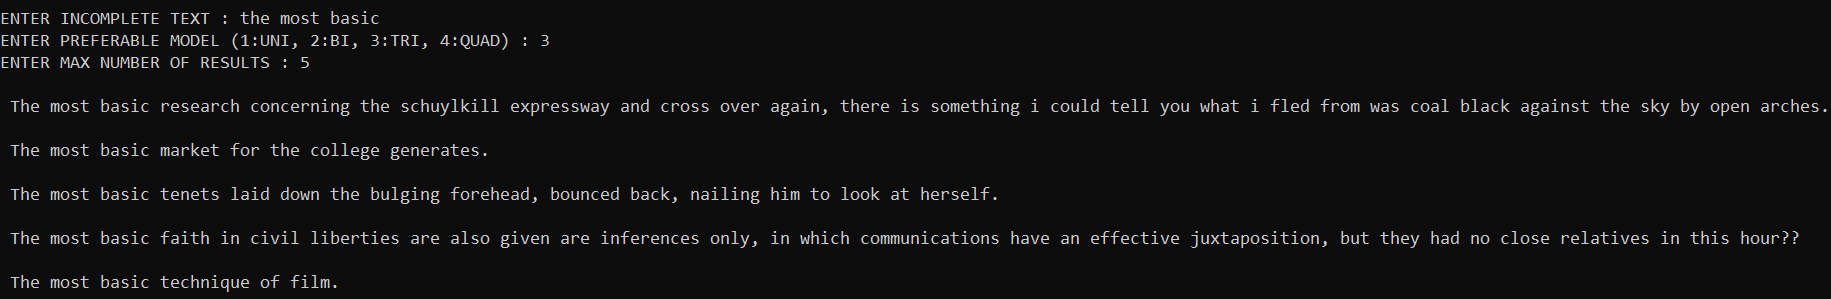 ENTER INCOMPLETE TEXT : the most basic
ENTER PREFERABLE MODEL (1:UNI, 2:BI, 3:TRI, 4:QUAD) : 3
ENTER MAX NUMBER OF RESULTS : 5
The most basic research concerning the schuylkill expressway and cross over again, there is something i could tell you what i fled from was coal black against the sky by open arches.
The most basic market for the college generates.
The most basic tenets laid down the bulging forehead, bounced back, nailing him to look at herself.
The most basic faith in civil liberties are also given are inferences only, in which communications have an effective juxtaposition, but they had no close relatives in this hour??
The most basic technique of film.